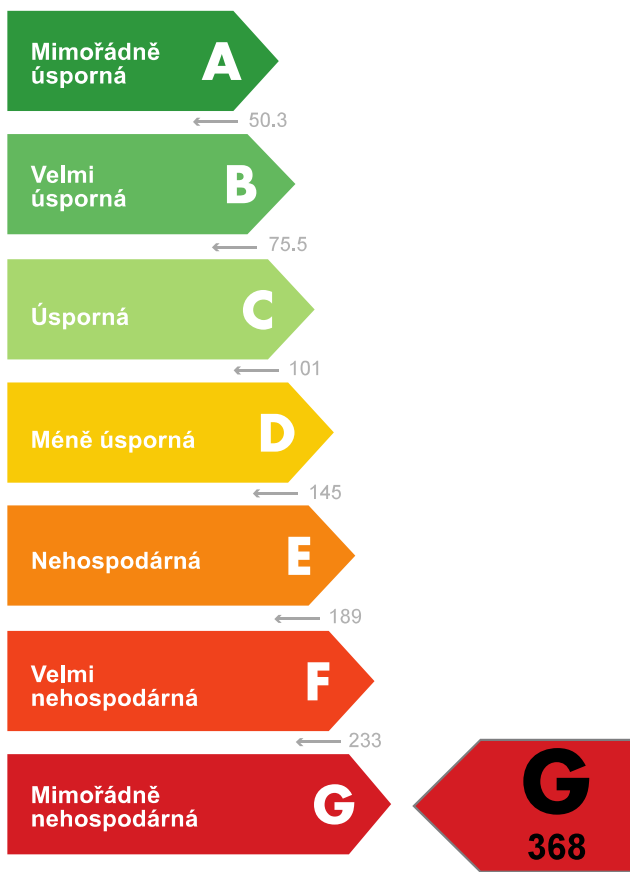 Mimořádně
úsporná
A
← 50.3
Velmi
úsporná
B
← 75.5
Úsporná
C
← 101
Méně úsporná
D
← 145
Nehospodárná
E
← 189
Velmi
nehospodárná
F
← 233
Mimořádně
nehospodárná
G
G
368